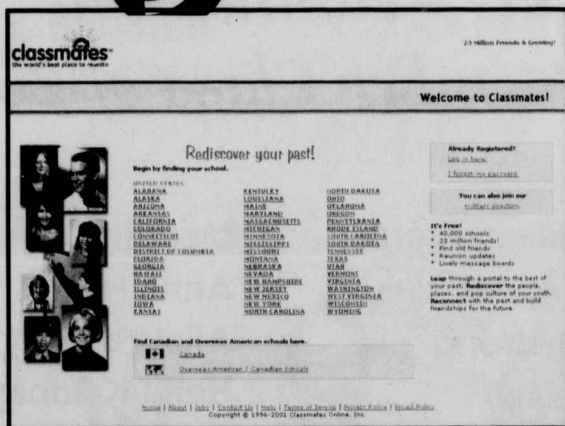 classmates™
the world's best place to reunite
23 Million Friends & Growing!
Welcome to Classmates!
Rediscover your past!
Begin by finding your school.
UNITED STATES
ALABAMA
ALASKA
ARIZONA
ARKANSAS
CALIFORNIA
COLORADO
CONNECTICUT
DELAWARE
DISTRICT OF COLUMBIA
FLORIDA
GEORGIA
HAWAII
IDAHO
ILLINOIS
INDIANA
IOWA
KANSAS
KENTUCKY
LOUISIANA
MAINE
MARYLAND
MASSACHUSETTS
MICHIGAN
MINNESOTA
MISSISSIPPI
MISSOURI
MONTANA
NEBRASKA
NEVADA
NEW HAMPSHIRE
NEW JERSEY
NEW MEXICO
NEW YORK
NORTH CAROLINA
NORTH DAKOTA
OHIO
OKLAHOMA
OREGON
PENNSYLVANIA
RHODE ISLAND
SOUTH CAROLINA
SOUTH DAKOTA
TENNESSEE
TEXAS
UTAH
VERMONT
VIRGINIA
WASHINGTON
WEST VIRGINIA
WISCONSIN
WYOMING
Find Canadian and Overseas American schools here.
Canada
Overseas American / Canadian Schools
Already Registered?
Log in here.
I forgot my password.
You can also join our
military directory.
It's Free!
* 40,000 schools
* 23 million friends!
* Find old friends
* Reunion updates
* Lively message boards
Leap through a portal to the best of
your past. Rediscover the people,
places, and pop culture of your youth.
Reconnect with the past and build
friendships for the future.
Home | About | Jobs | Contact Us | Help | Terms of Service | Privacy Policy | Email Policy
Copyright © 1996-2001 Classmates Online, Inc.